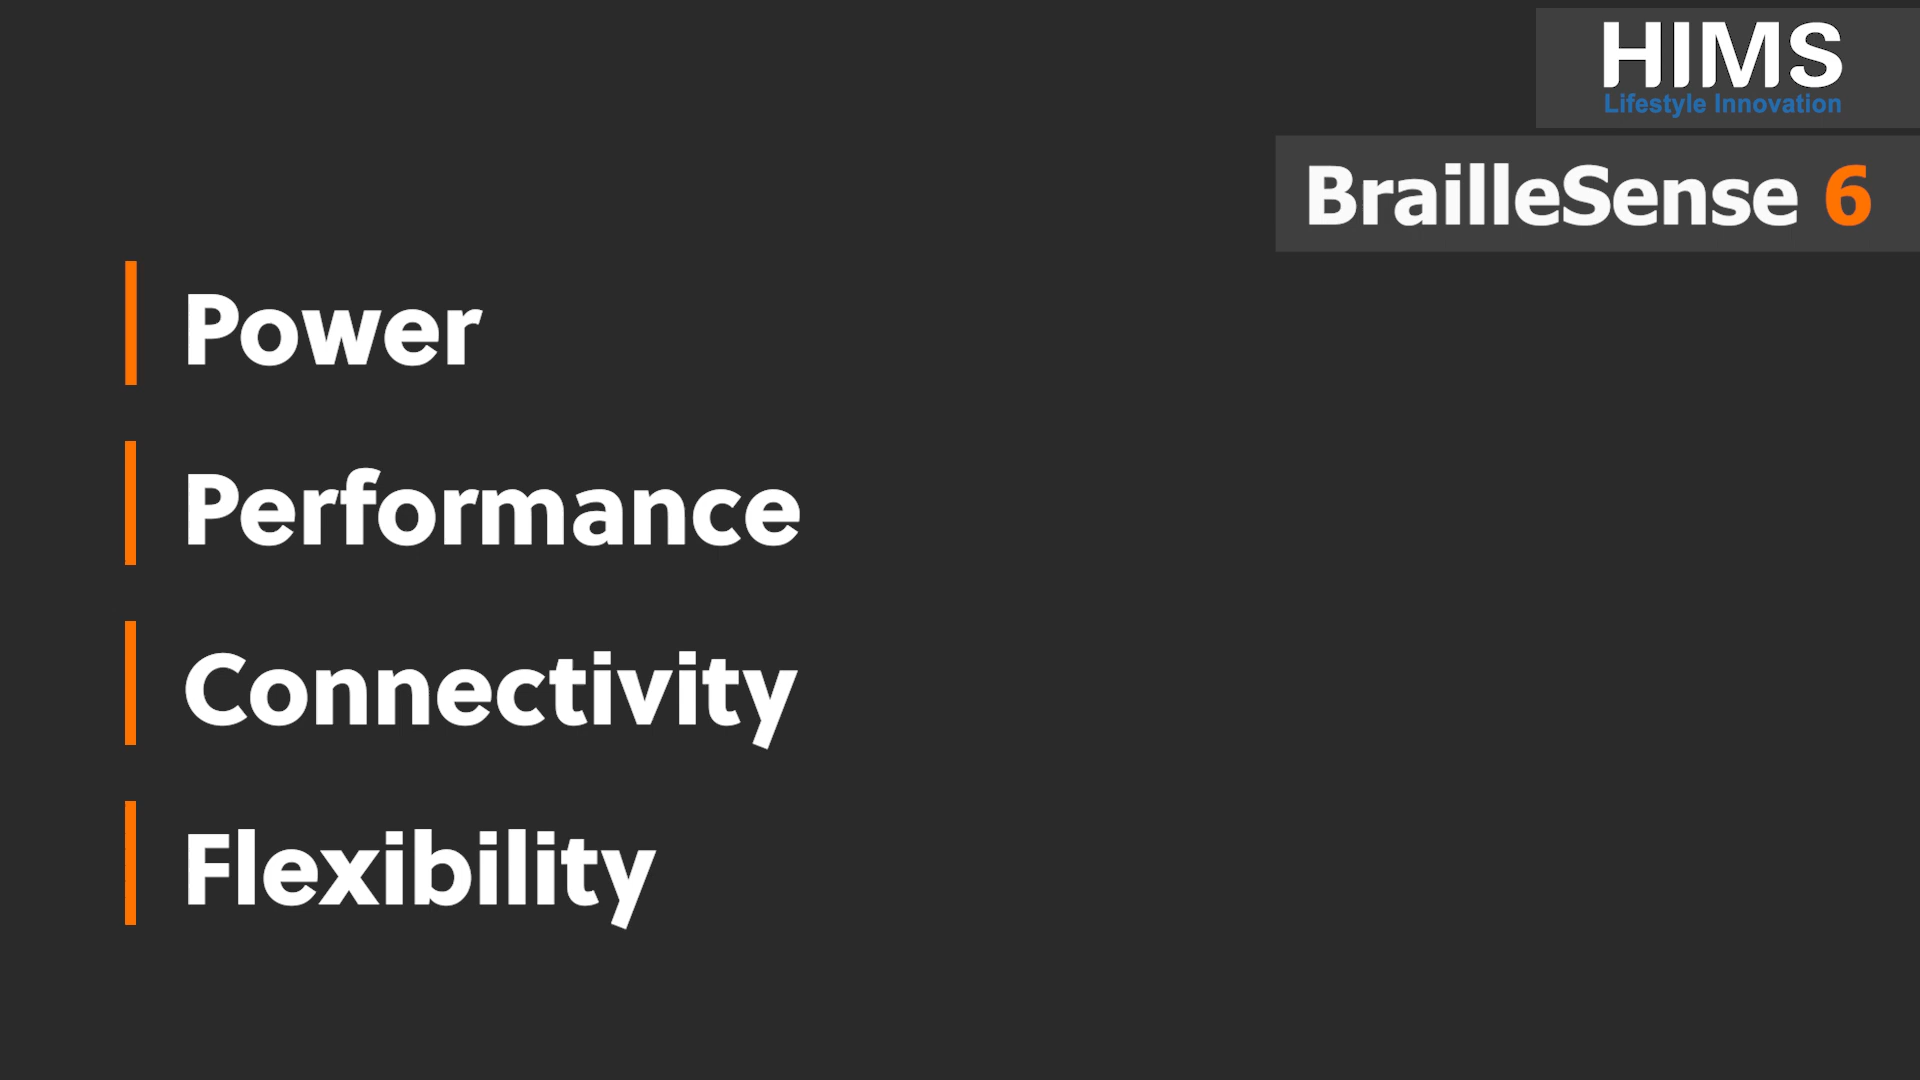 HIMS
Lifestyle Innovation
BrailleSense 6
Power
Performance
Connectivity
Flexibility